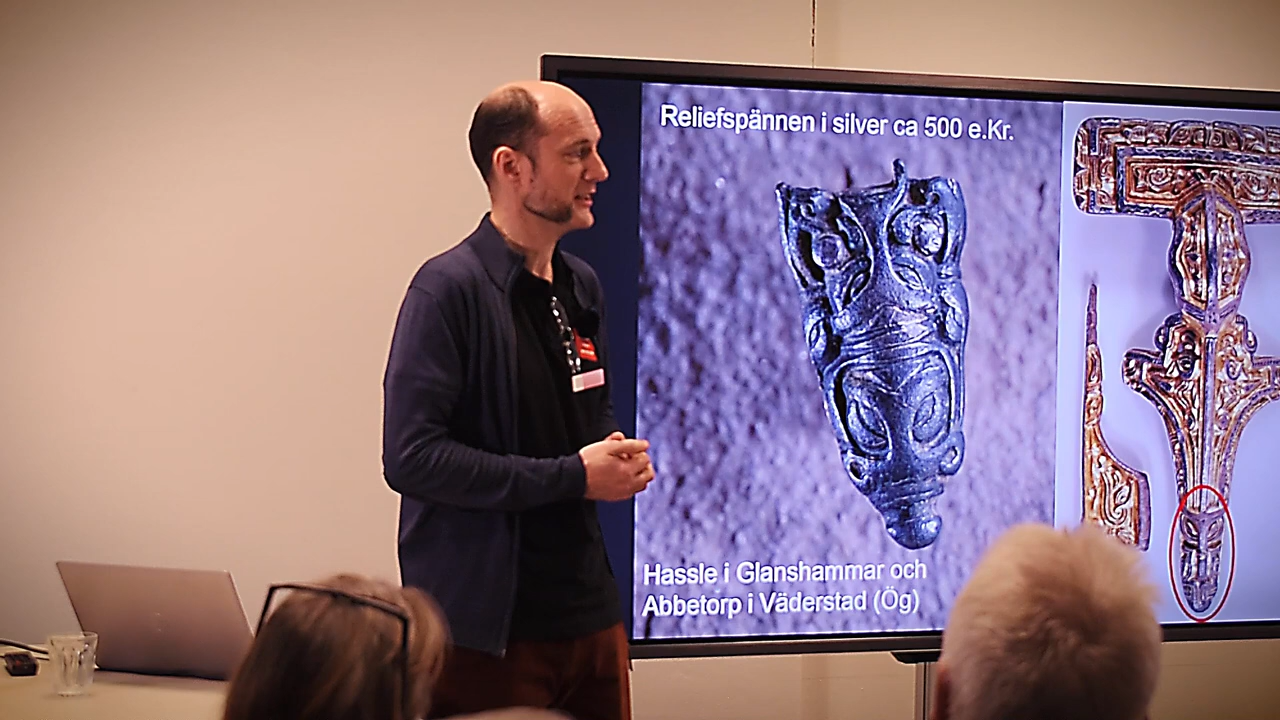 Reliefspännen i silver ca 500 e.Kr.
Hassle i Glanshammar och
Abbetorp i Väderstad (Ög)